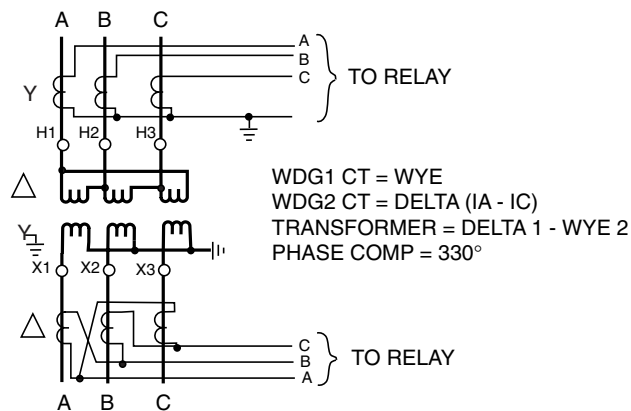 A B C
A
B
C
TO RELAY
Y
H1 H2 H3
WDG1 CT = WYE
WDG2 CT = DELTA (IA - IC)
TRANSFORMER = DELTA 1 - WYE 2
PHASE COMP = 330°
Y
X1 X2 X3
C
B
A
TO RELAY
A B C